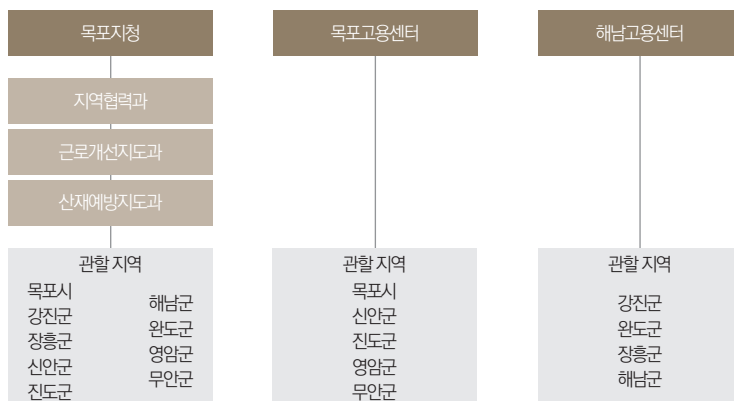 목포지청
지역협력과
근로개선지도과
산재예방지도과
관할 지역
목포시
강진군
장흥군
신안군
진도군
해남군
완도군
영암군
무안군
목포고용센터
관할 지역
목포시
신안군
진도군
영암군
무안군
해남고용센터
관할 지역
강진군
완도군
장흥군
해남군